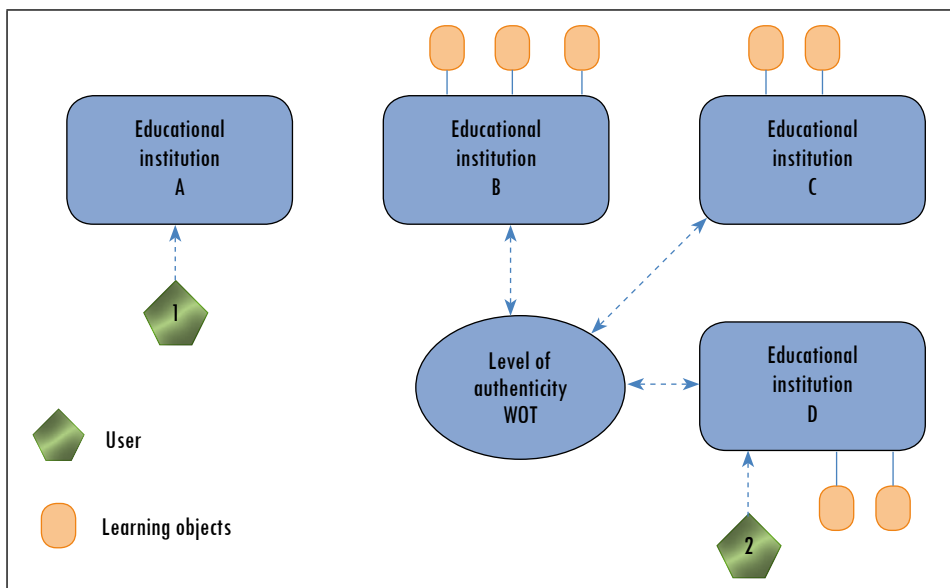 Educational
institution
A
Educational
institution
B
Educational
institution
C
1
Level of
authenticity
WOT
Educational
institution
D
User
Learning objects
2